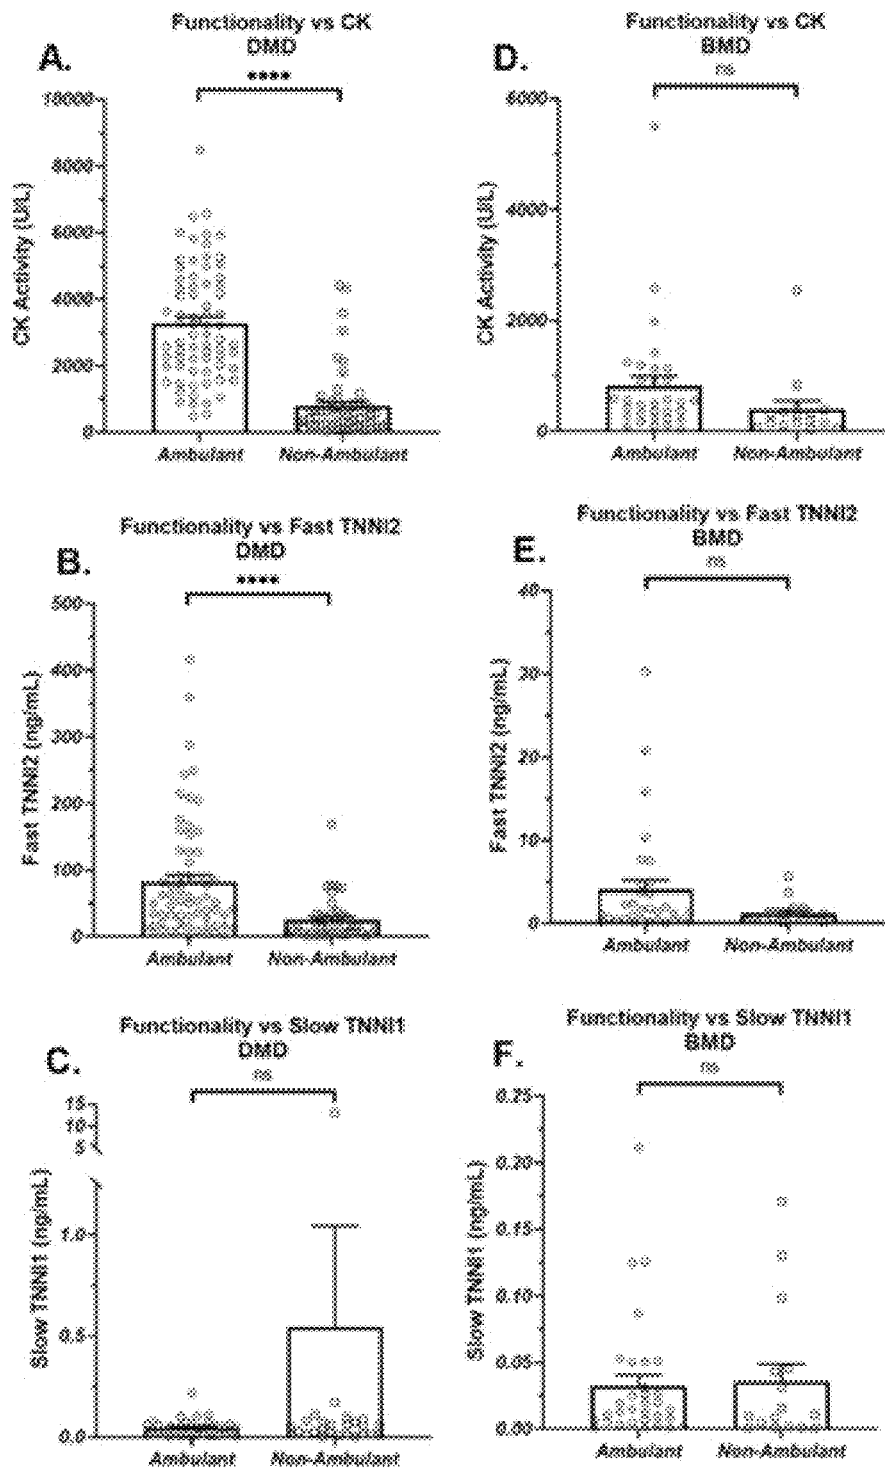 Functionality vs CK
DMD
A.
****
10000
8000
6000
4000
2000
0
CK Activity (U/L)
Ambulant
Non-Ambulant
Functionality vs CK
BMD
D.
ns
6000
4000
2000
0
CK Activity (U/L)
Ambulant
Non-Ambulant
Functionality vs Fast TNNI2
DMD
B.
****
500
400
300
200
100
0
Fast TNNI2 (ng/mL)
Ambulant
Non-Ambulant
Functionality vs Fast TNNI2
BMD
E.
ns
40
30
20
10
0
Fast TNNI2 (ng/mL)
Ambulant
Non-Ambulant
Functionality vs Slow TNNI1
DMD
C.
ns
15
10
5
1.0
0.5
0.0
Slow TNNI1 (ng/mL)
Ambulant
Non-Ambulant
Functionality vs Slow TNNI1
BMD
F.
ns
0.25
0.20
0.15
0.10
0.05
0.00
Slow TNNI1 (ng/mL)
Ambulant
Non-Ambulant